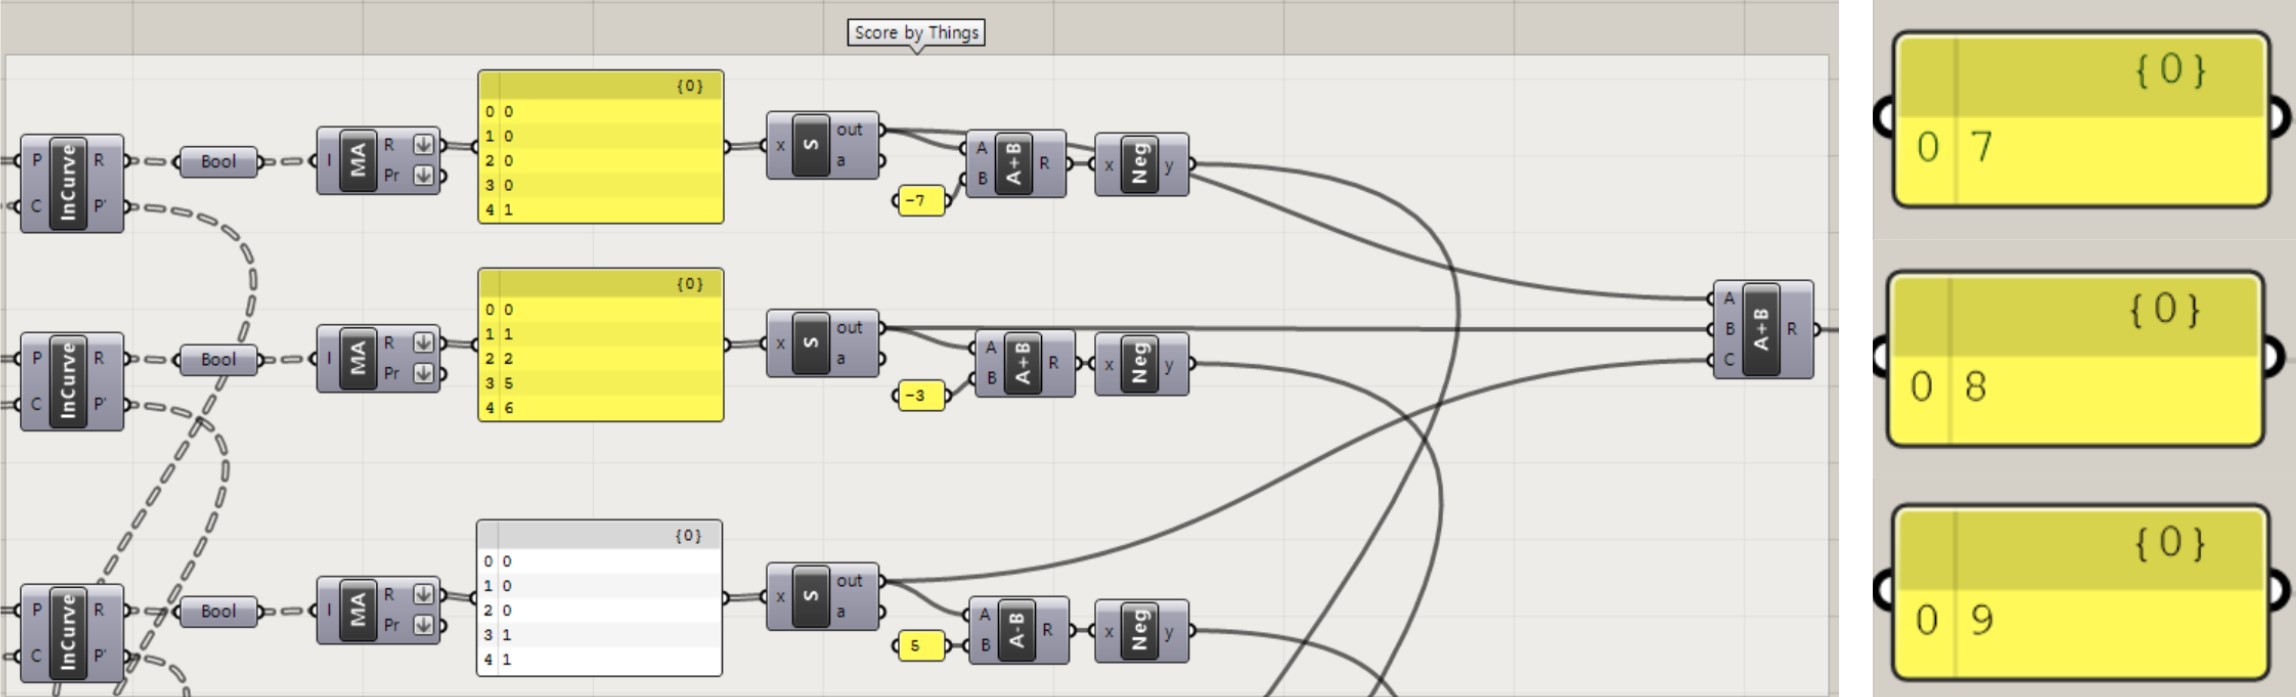 Score by Things
P R
C P'
InCurve
Bool
I
MA
R
Pr
{0}
0 0
1 0
2 0
3 0
4 1
x
S
out
a
-7
A
B
A+B
R
x
Neg
y
P R
C P'
InCurve
Bool
I
MA
R
Pr
{0}
0 0
1 1
2 2
3 5
4 6
x
S
out
a
-3
A
B
A+B
R
x
Neg
y
A
B
C
A+B
R
P R
C P'
InCurve
Bool
I
MA
R
Pr
{0}
0 0
1 0
2 0
3 1
4 1
x
S
out
a
5
A
B
A-B
R
x
Neg
y
{0}
0 7
{0}
0 8
{0}
0 9